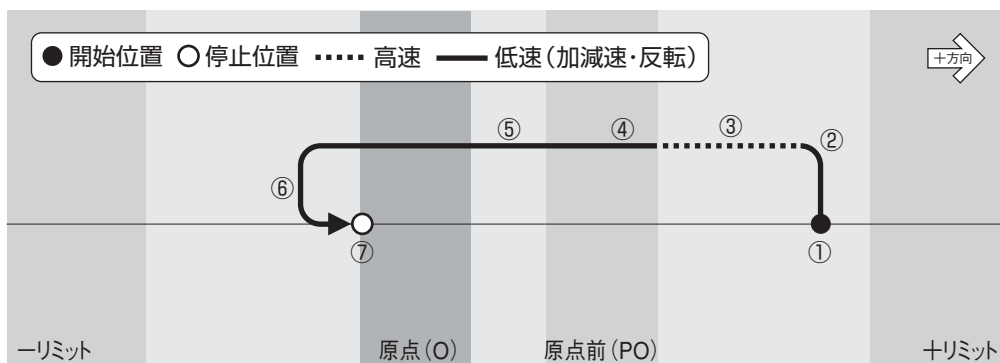 ●開始位置 ○停止位置 ••••• 高速 ━━ 低速(加減速・反転)
+方向
⑤ ④ ③ ②
⑥
⑦ ①
−リミット 原点(O) 原点前(PO) +リミット